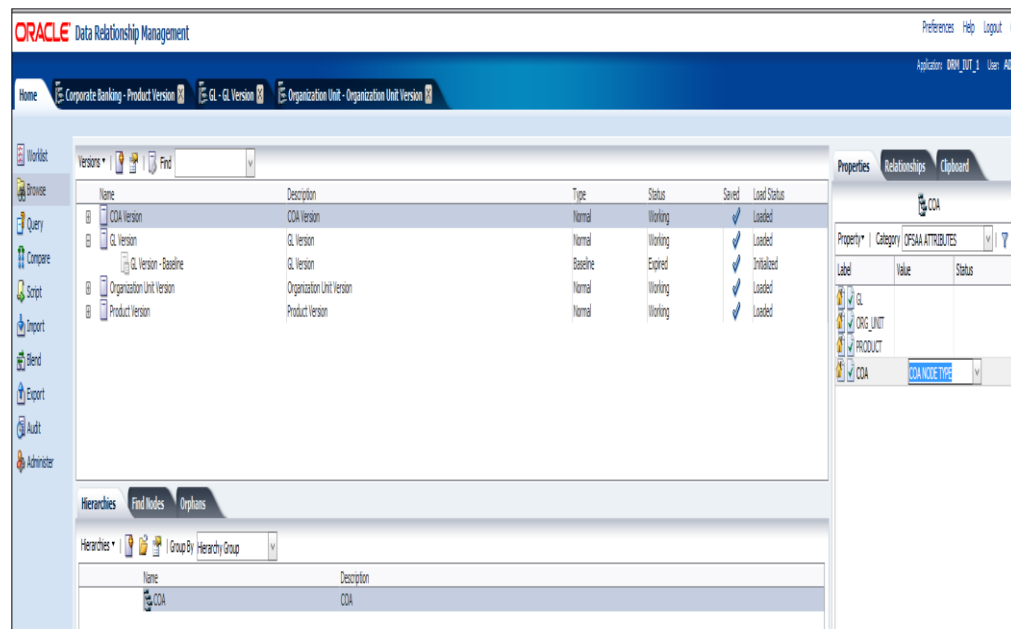 ORACLE Data Relationship Management
Preferences Help Logout
Application: DRM_IUT_1 User: AD
Home Corporate Banking - Product Version GL - GL Version Organization Unit - Organization Unit Version
Worklist
Browse
Query
Compare
Script
Import
Blend
Export
Audit
Administer
Versions Find
Name Description Type Status Saved Load Status
COA Version COA Version Normal Working Loaded
GL Version GL Version Normal Working Loaded
GL Version - Baseline GL Version Baseline Expired Initialized
Organization Unit Version Organization Unit Version Normal Working Loaded
Product Version Product Version Normal Working Loaded
Hierarchies Find Nodes Orphans
Hierarchies Group By Hierarchy Group
Name Description
COA COA
Properties Relationships Clipboard
COA
Property Category OFSAA ATTRIBUTES
Label Value Status
GL
ORG_UNIT
PRODUCT
COA COA NODE TYPE